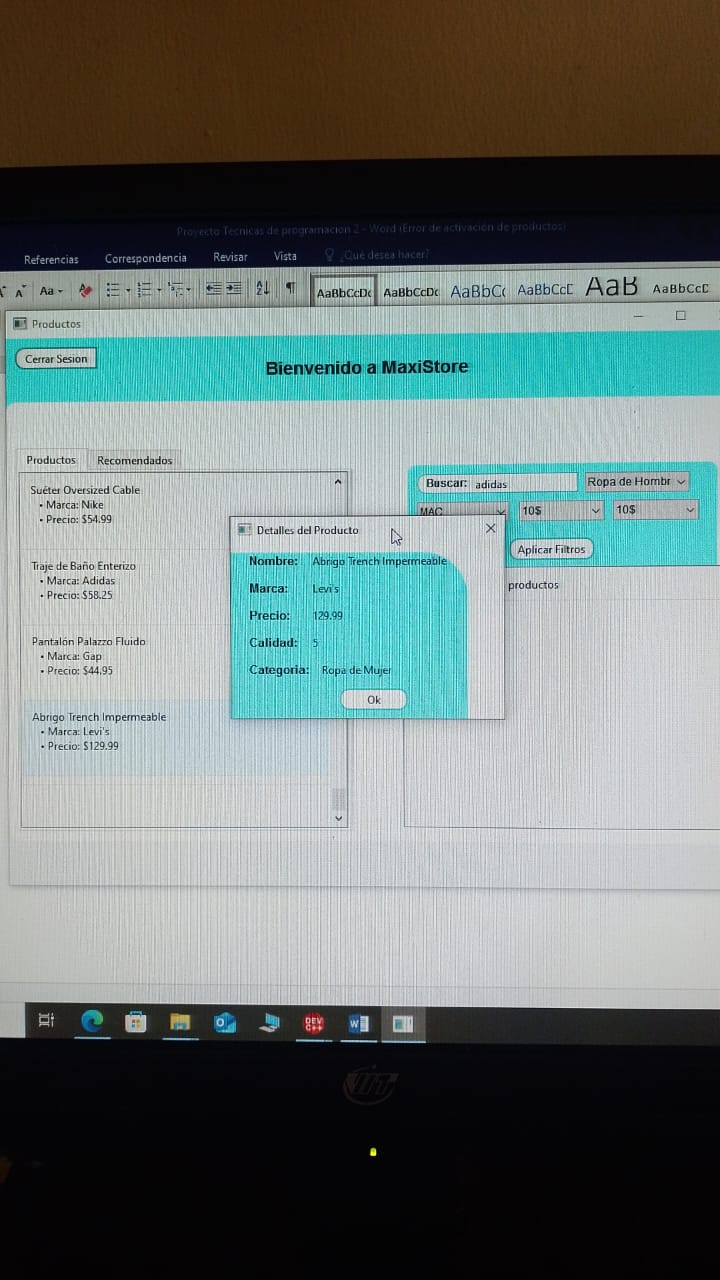 Proyecto Tecnicas de programacion 2 - Word (Error de activación de productos)
Referencias Correspondencia Revisar Vista ¿Qué desea hacer?
Aa
AaBbCcDc AaBbCcDc AaBbCc AaBbCcD AaB AaBbCcD
Productos
Cerrar Sesion
Bienvenido a MaxiStore
Productos Recomendados
Suéter Oversized Cable
• Marca: Nike
• Precio: $54.99
Traje de Baño Enterizo
• Marca: Adidas
• Precio: $58.25
Pantalón Palazzo Fluido
• Marca: Gap
• Precio: $44.95
Abrigo Trench Impermeable
• Marca: Levi's
• Precio: $129.99
Buscar: adidas Ropa de Hombr
MAC 10$ 10$
Aplicar Filtros
productos
Detalles del Producto
Nombre: Abrigo Trench Impermeable
Marca: Levi's
Precio: 129.99
Calidad: 5
Categoria: Ropa de Mujer
Ok
DEV C++